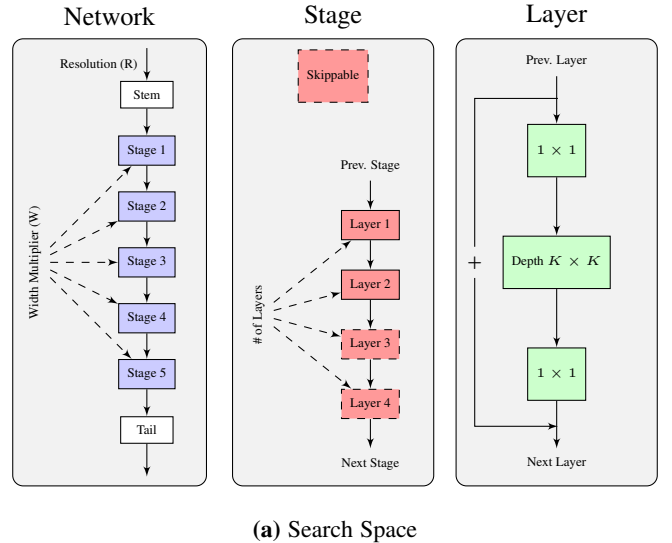 Network
Resolution (R)
Stem
Stage 1
Stage 2
Stage 3
Stage 4
Stage 5
Tail
Width Multiplier (W)
Stage
Skippable
Prev. Stage
Layer 1
Layer 2
Layer 3
Layer 4
# of Layers
Next Stage
Layer
Prev. Layer
1 × 1
Depth K × K
+
1 × 1
Next Layer
(a) Search Space